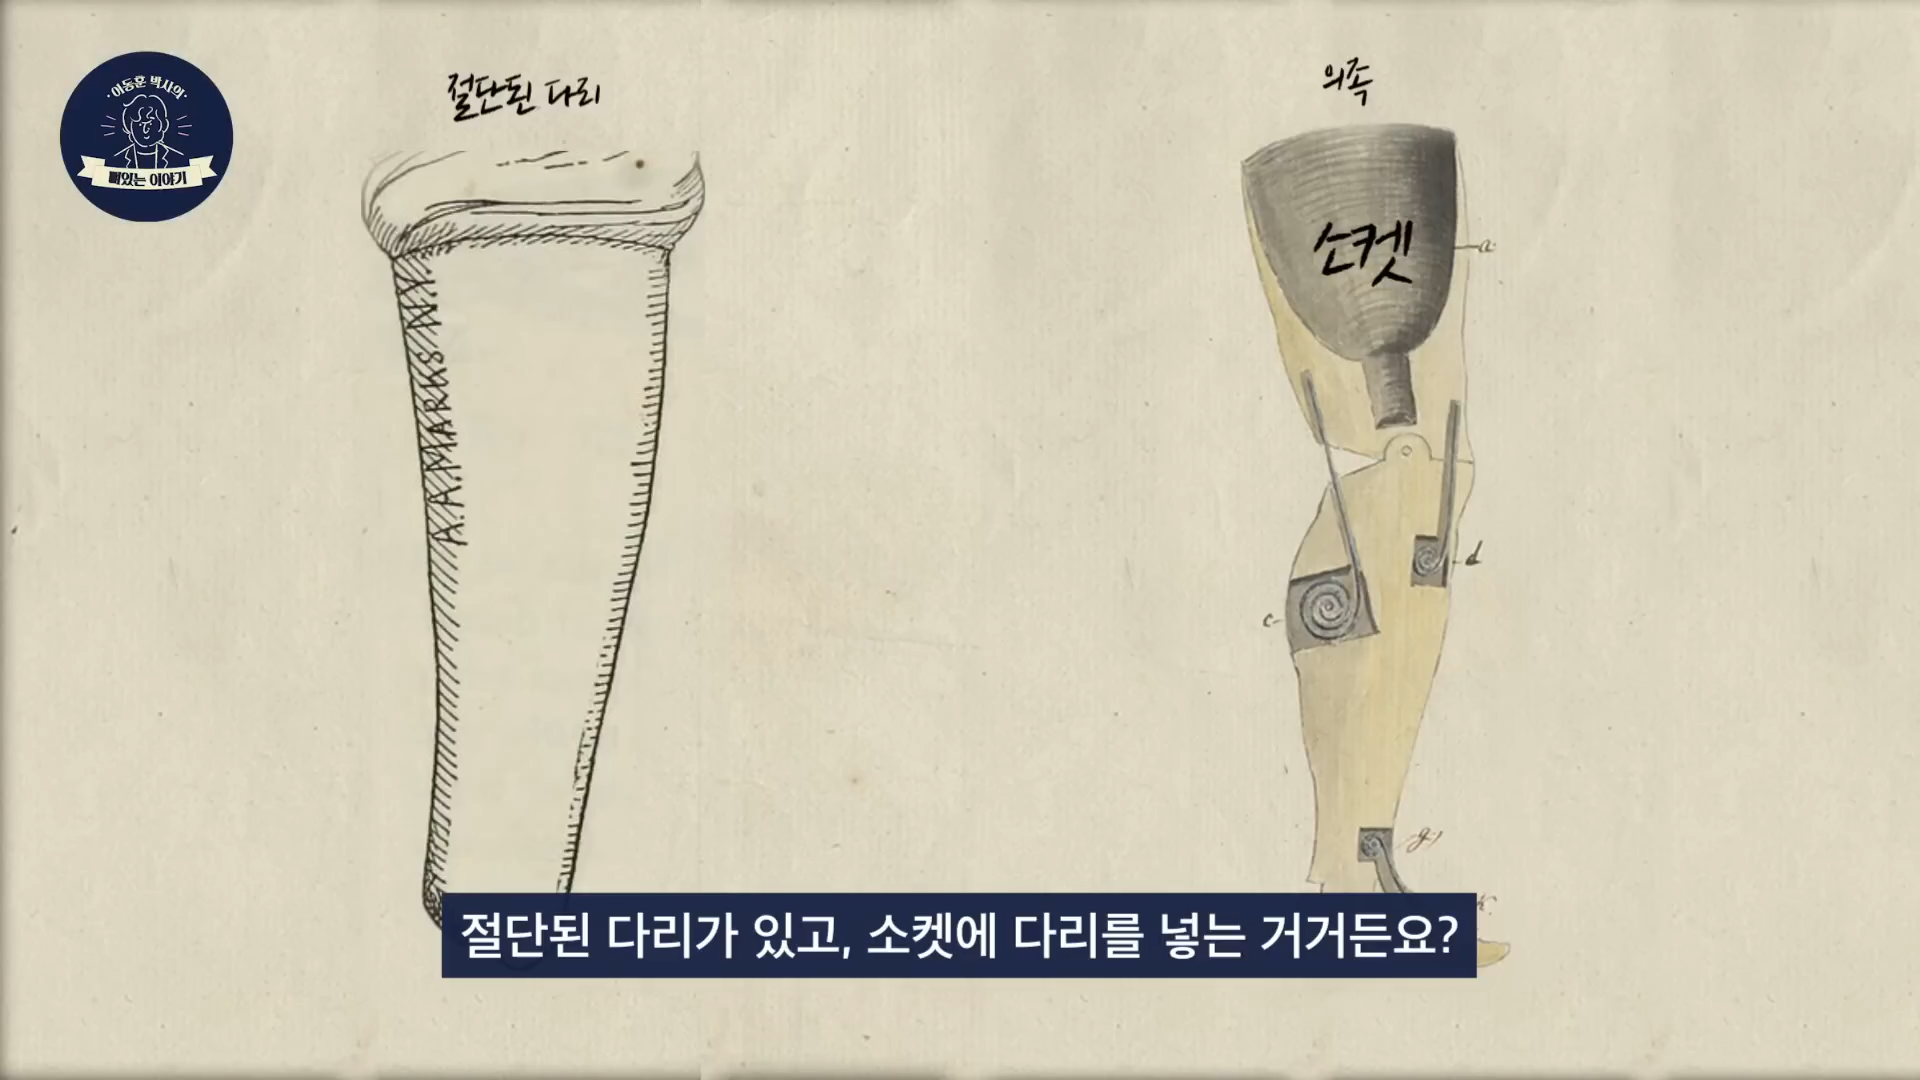 ·이동훈 박사의·
뼈있는 이야기
절단된 다리
의족
소켓
a
A.A.MARKS N.Y.
d
c
g
절단된 다리가 있고, 소켓에 다리를 넣는 거거든요?